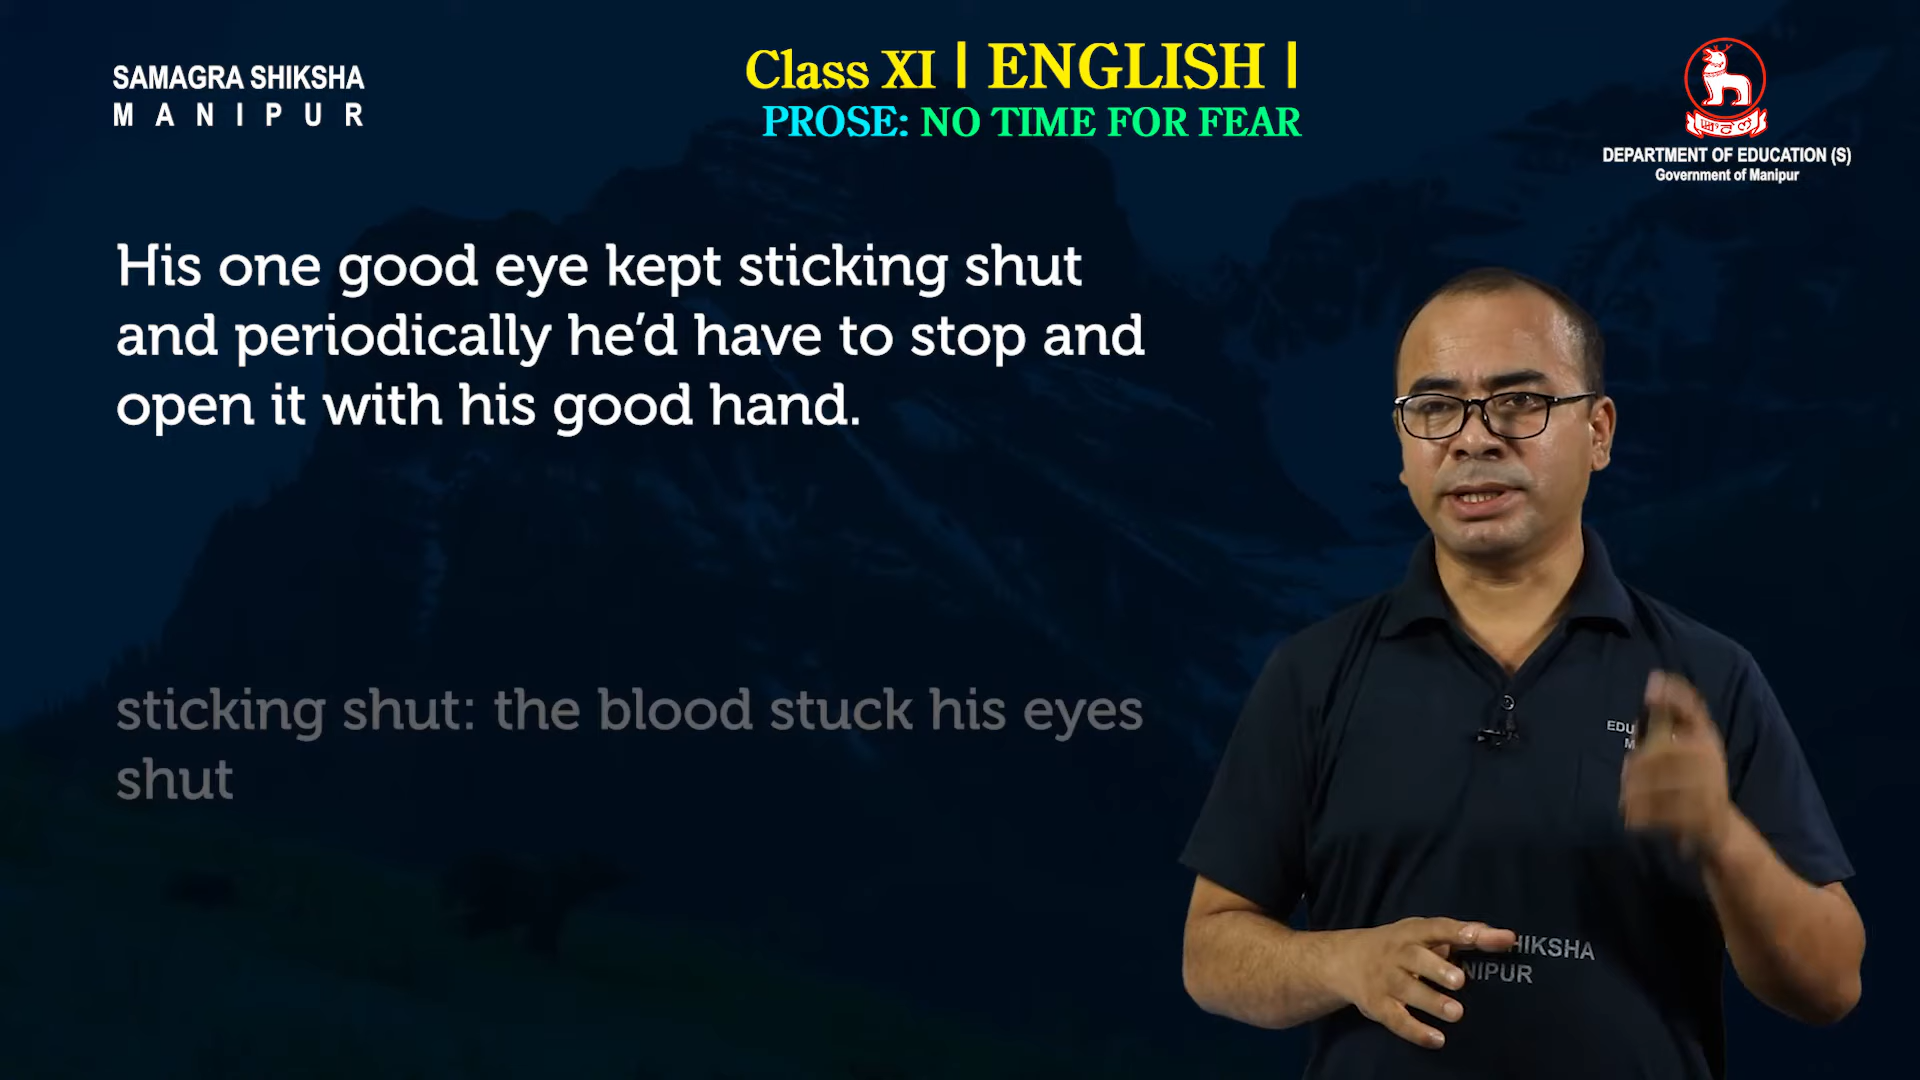 SAMAGRA SHIKSHA
MANIPUR
Class XI | ENGLISH |
PROSE: NO TIME FOR FEAR
DEPARTMENT OF EDUCATION (S)
Government of Manipur
His one good eye kept sticking shut
and periodically he'd have to stop and
open it with his good hand.
sticking shut: the blood stuck his eyes
shut